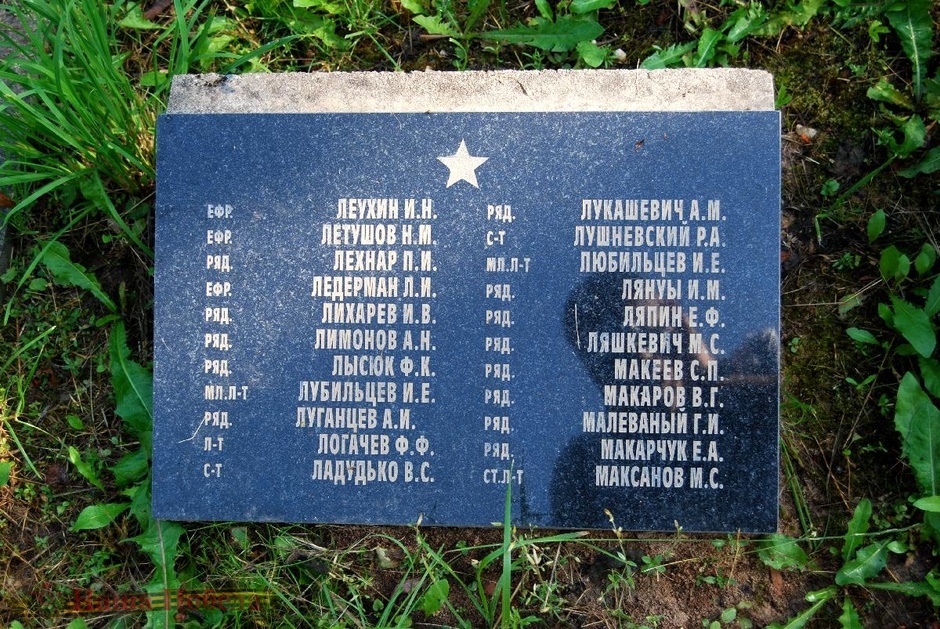 ЕФР. ЛЕУХИН И.Н.
ЕФР. ЛЕТУШОВ Н.М.
РЯД. ЛЕХНАР П.И.
ЕФР. ЛЕДЕРМАН Л.И.
РЯД. ЛИХАРЕВ И.В.
РЯД. ЛИМОНОВ А.Н.
РЯД. ЛЫСЮК Ф.К.
МЛ.Л-Т ЛУБИЛЬЦЕВ И.Е.
РЯД. ЛУГАНЦЕВ А.И.
Л-Т ЛОГАЧЕВ Ф.Ф.
С-Т ЛАДУДЬКО В.С.
РЯД. ЛУКАШЕВИЧ А.М.
С-Т ЛУШНЕВСКИЙ Р.А.
МЛ.Л-Т ЛЮБИЛЬЦЕВ И.Е.
РЯД. ЛЯНУЫ И.М.
РЯД. ЛЯПИН Е.Ф.
РЯД. ЛЯШКЕВИЧ М.С.
РЯД. МАКЕЕВ С.П.
РЯД. МАКАРОВ В.Г.
РЯД. МАЛЕВАНЫЙ Г.И.
РЯД. МАКАРЧУК Е.А.
СТ.Л-Т МАКСАНОВ М.С.